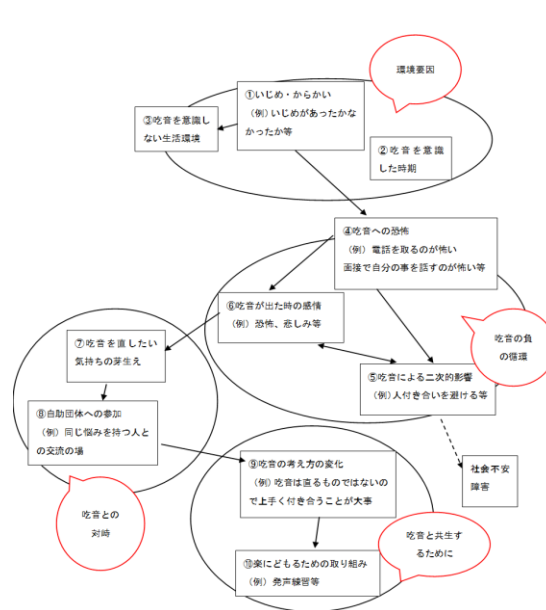 環境要因
①いじめ・からかい
（例）いじめがあったかな
かったか等
③吃音を意識し
ない生活環境
②吃音を意識
した時期
④吃音への恐怖
（例）電話を取るのが怖い
面接で自分の事を話すのが怖い等
⑥吃音が出た時の感情
（例）恐怖、悲しみ等
吃音の負
の循環
⑦吃音を直したい
気持ちの芽生え
⑤吃音による二次的影響
（例）人付き合いを避ける等
⑧自助団体への参加
（例）同じ悩みを持つ人と
の交流の場
⑨吃音の考え方の変化
（例）吃音は直るものではないの
で上手く付き合うことが大事
社会不安
障害
吃音との
対峙
吃音と共生す
るために
⑩楽にどもるための取り組み
（例）発声練習等